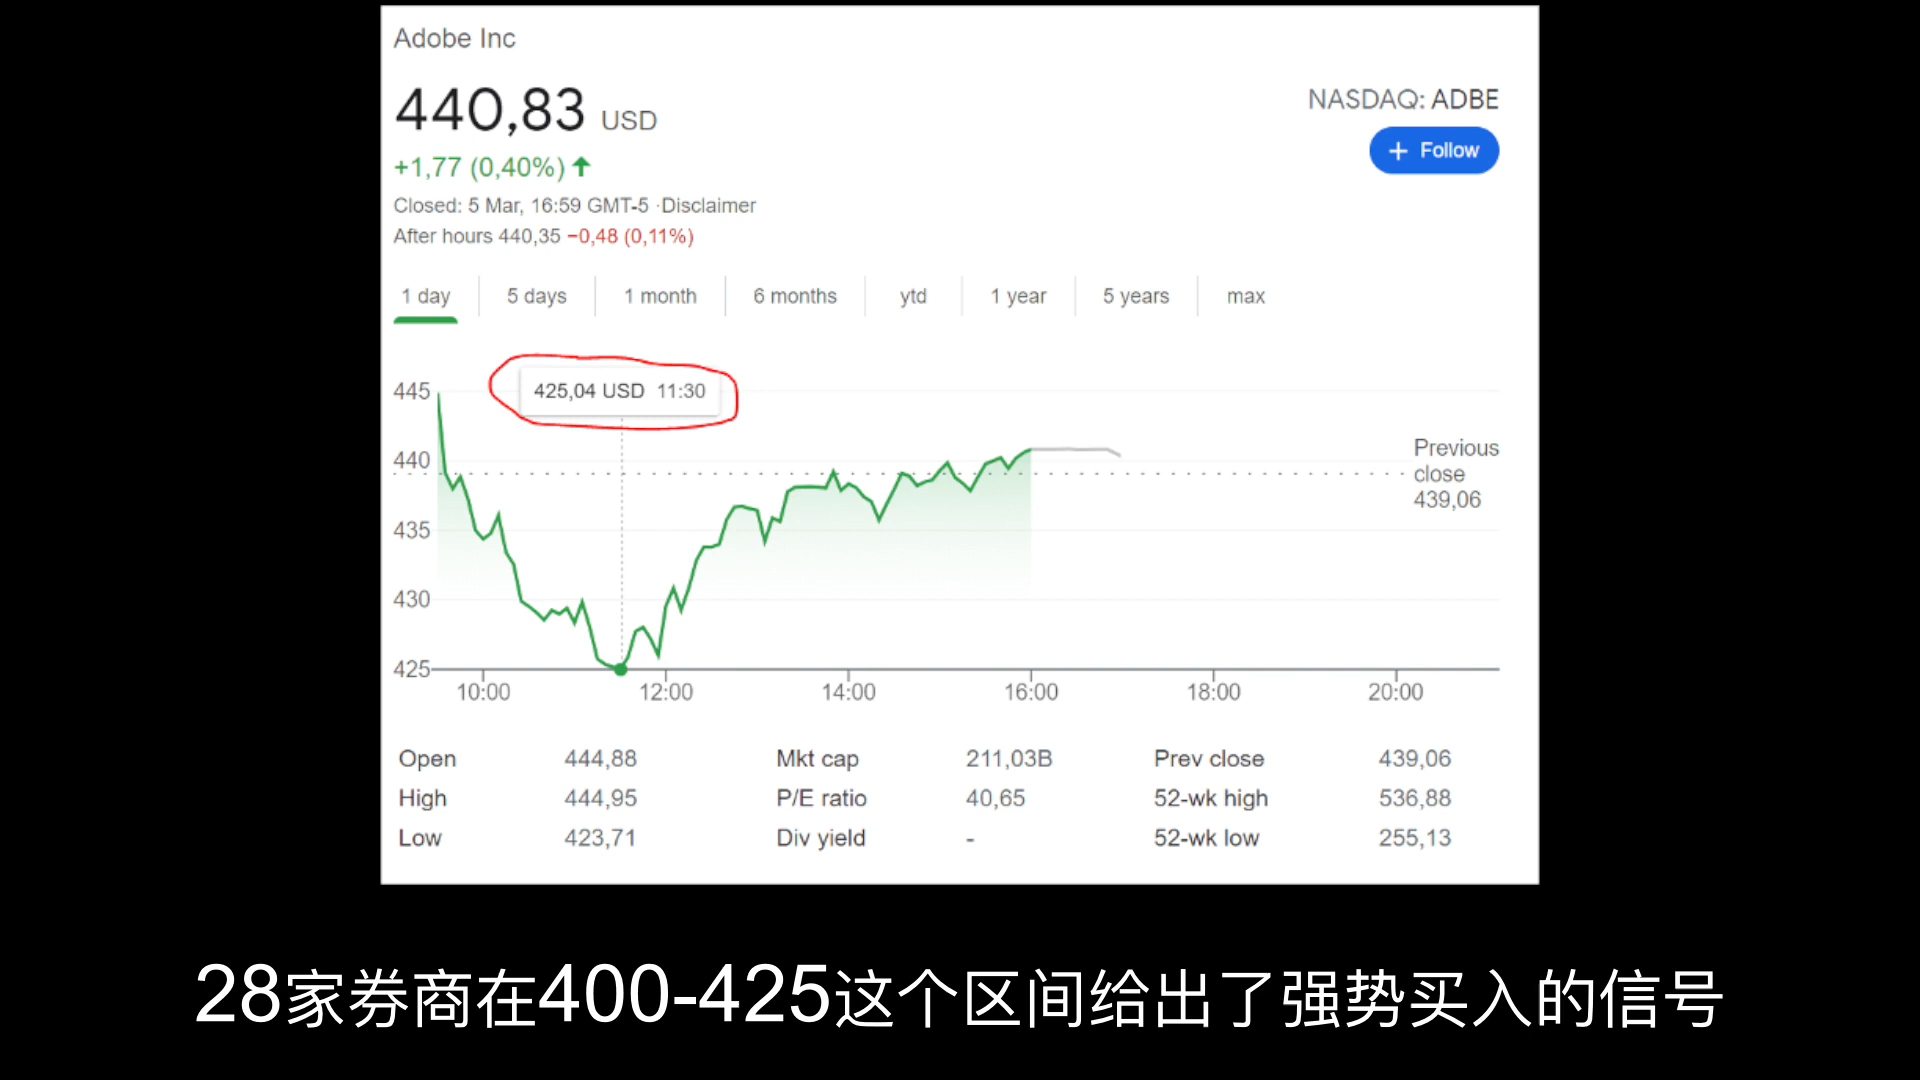 Adobe Inc
440,83 USD
NASDAQ: ADBE
+ Follow
+1,77 (0,40%)
Closed: 5 Mar, 16:59 GMT-5 ·Disclaimer
After hours 440,35 −0,48 (0,11%)
1 day 5 days 1 month 6 months ytd 1 year 5 years max
425,04 USD 11:30
445
440
435
430
425
Previous
close
439,06
10:00 12:00 14:00 16:00 18:00 20:00
Open 444,88 Mkt cap 211,03B Prev close 439,06
High 444,95 P/E ratio 40,65 52-wk high 536,88
Low 423,71 Div yield - 52-wk low 255,13
28家券商在400-425这个区间给出了强势买入的信号